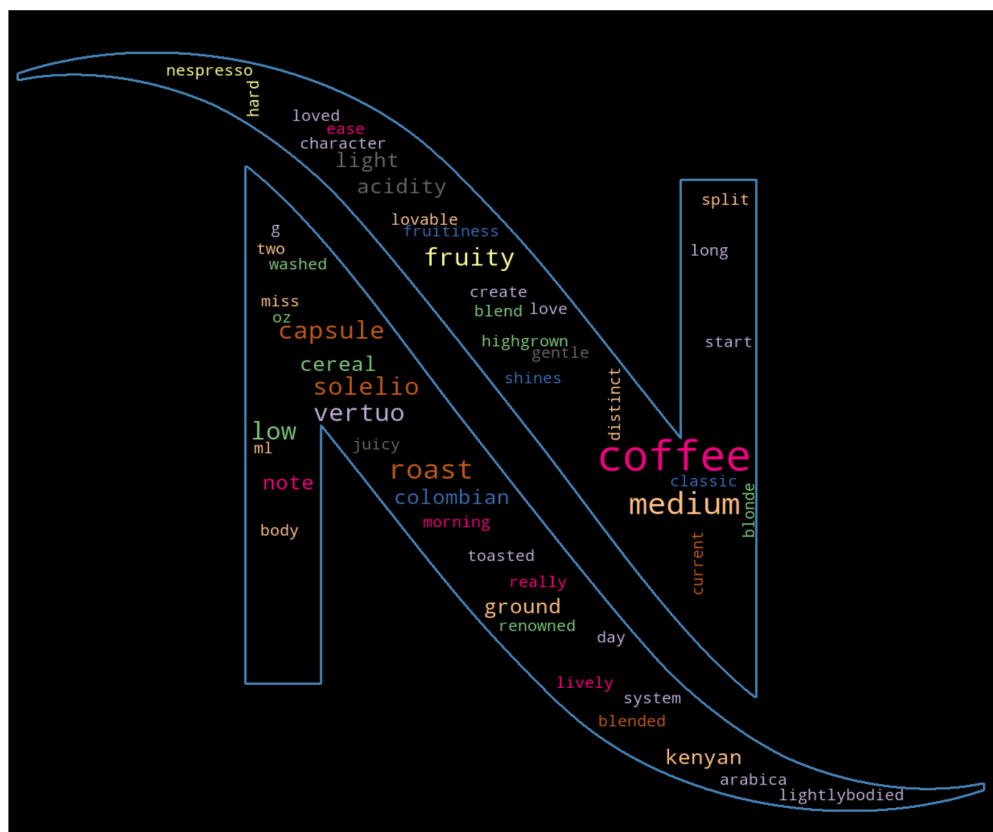 nespresso
hard
loved
ease
character
light
acidity
split
lovable
fruitiness
g
two
washed
fruity
long
create
miss
blend
love
oz
capsule
highgrown
gentle
start
cereal
shines
solelio
distinct
vertuo
low
ml
juicy
coffee
roast
classic
note
colombian
medium
blonde
morning
body
toasted
current
really
ground
renowned
day
lively
system
blended
kenyan
arabica
lightlybodied